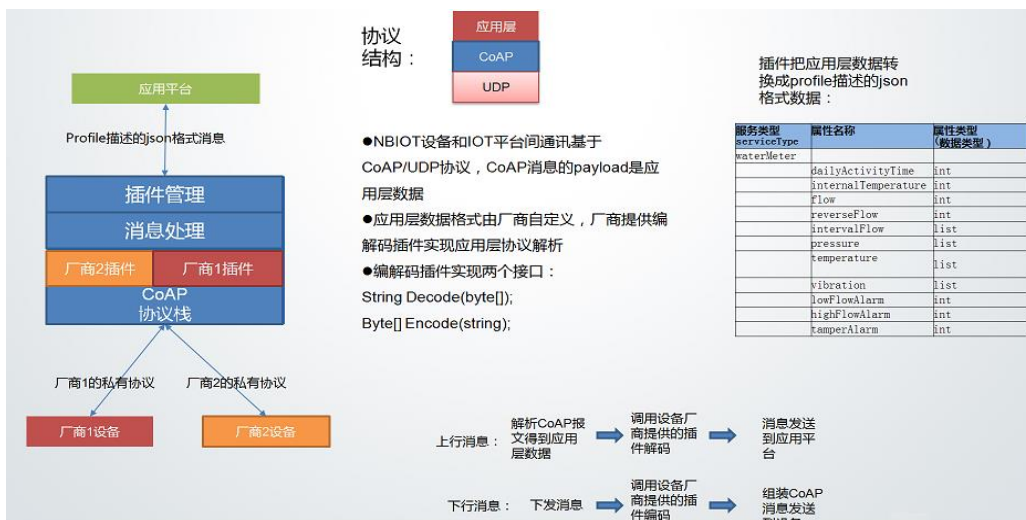 应用平台
Profile描述的json格式消息
插件管理
消息处理
厂商2插件
厂商1插件
CoAP
协议栈
厂商1的私有协议
厂商2的私有协议
厂商1设备
厂商2设备
协议
结构：
应用层
CoAP
UDP
●NBIOT设备和IOT平台间通讯基于
CoAP/UDP协议，CoAP消息的payload是应
用层数据
●应用层数据格式由厂商自定义，厂商提供编
解码插件实现应用层协议解析
●编解码插件实现两个接口：
String Decode(byte[]);
Byte[] Encode(string);
插件把应用层数据转
换成profile描述的json
格式数据：
服务类型 属性名称 属性类型
serviceType （数据类型）
waterMeter
dailyActivityTime int
internalTemperature int
flow int
reverseFlow int
intervalFlow list
pressure list
temperature list
vibration list
lowFlowAlarm int
highFlowAlarm int
tamperAlarm int
上行消息：
解析CoAP报
文得到应用
层数据
调用设备厂
商提供的插
件解码
消息发送
到应用平
台
下行消息：
下发消息
调用设备厂
商提供的插
件编码
组装CoAP
消息发送